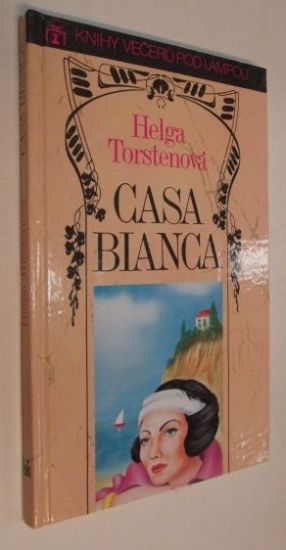 KNIHY VEČERŮ POD LAMPOU
Helga
Torstenová
CASA
BIANCA